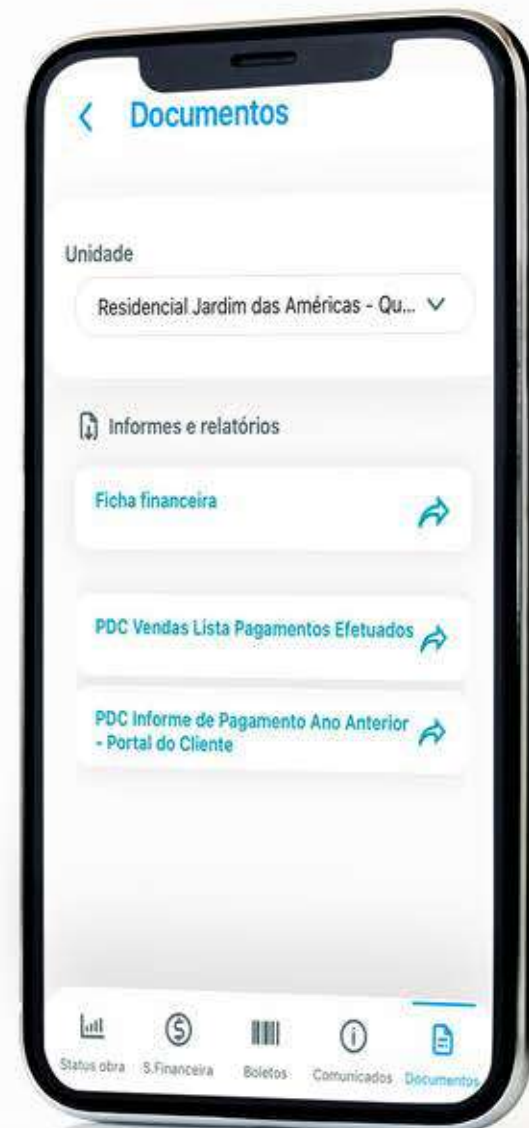 Documentos
Unidade
Residencial Jardim das Américas - Qu...
Informes e relatórios
Ficha financeira
PDC Vendas Lista Pagamentos Efetuados
PDC Informe de Pagamento Ano Anterior
- Portal do Cliente
Status obra S.Financeira Boletos Comunicados Documentos